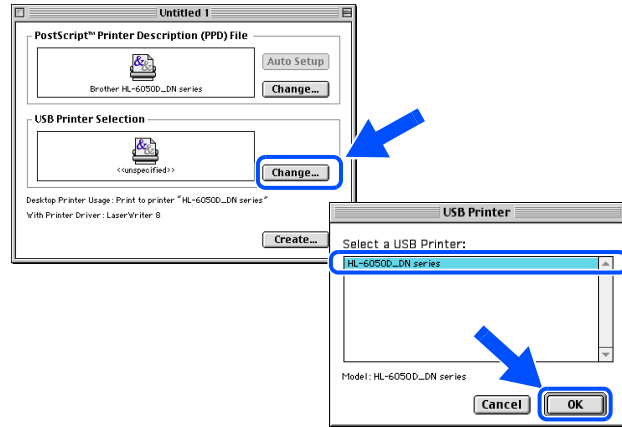 Untitled 1
PostScript™ Printer Description (PPD) File
Auto Setup
Brother HL-6050D_DN series
Change...
USB Printer Selection
<<unspecified>>
Change...
Desktop Printer Usage: Print to printer "HL-6050D_DN series"
With Printer Driver: LaserWriter 8
Create...
USB Printer
Select a USB Printer:
HL-6050D_DN series
Model: HL-6050D_DN series
Cancel
OK